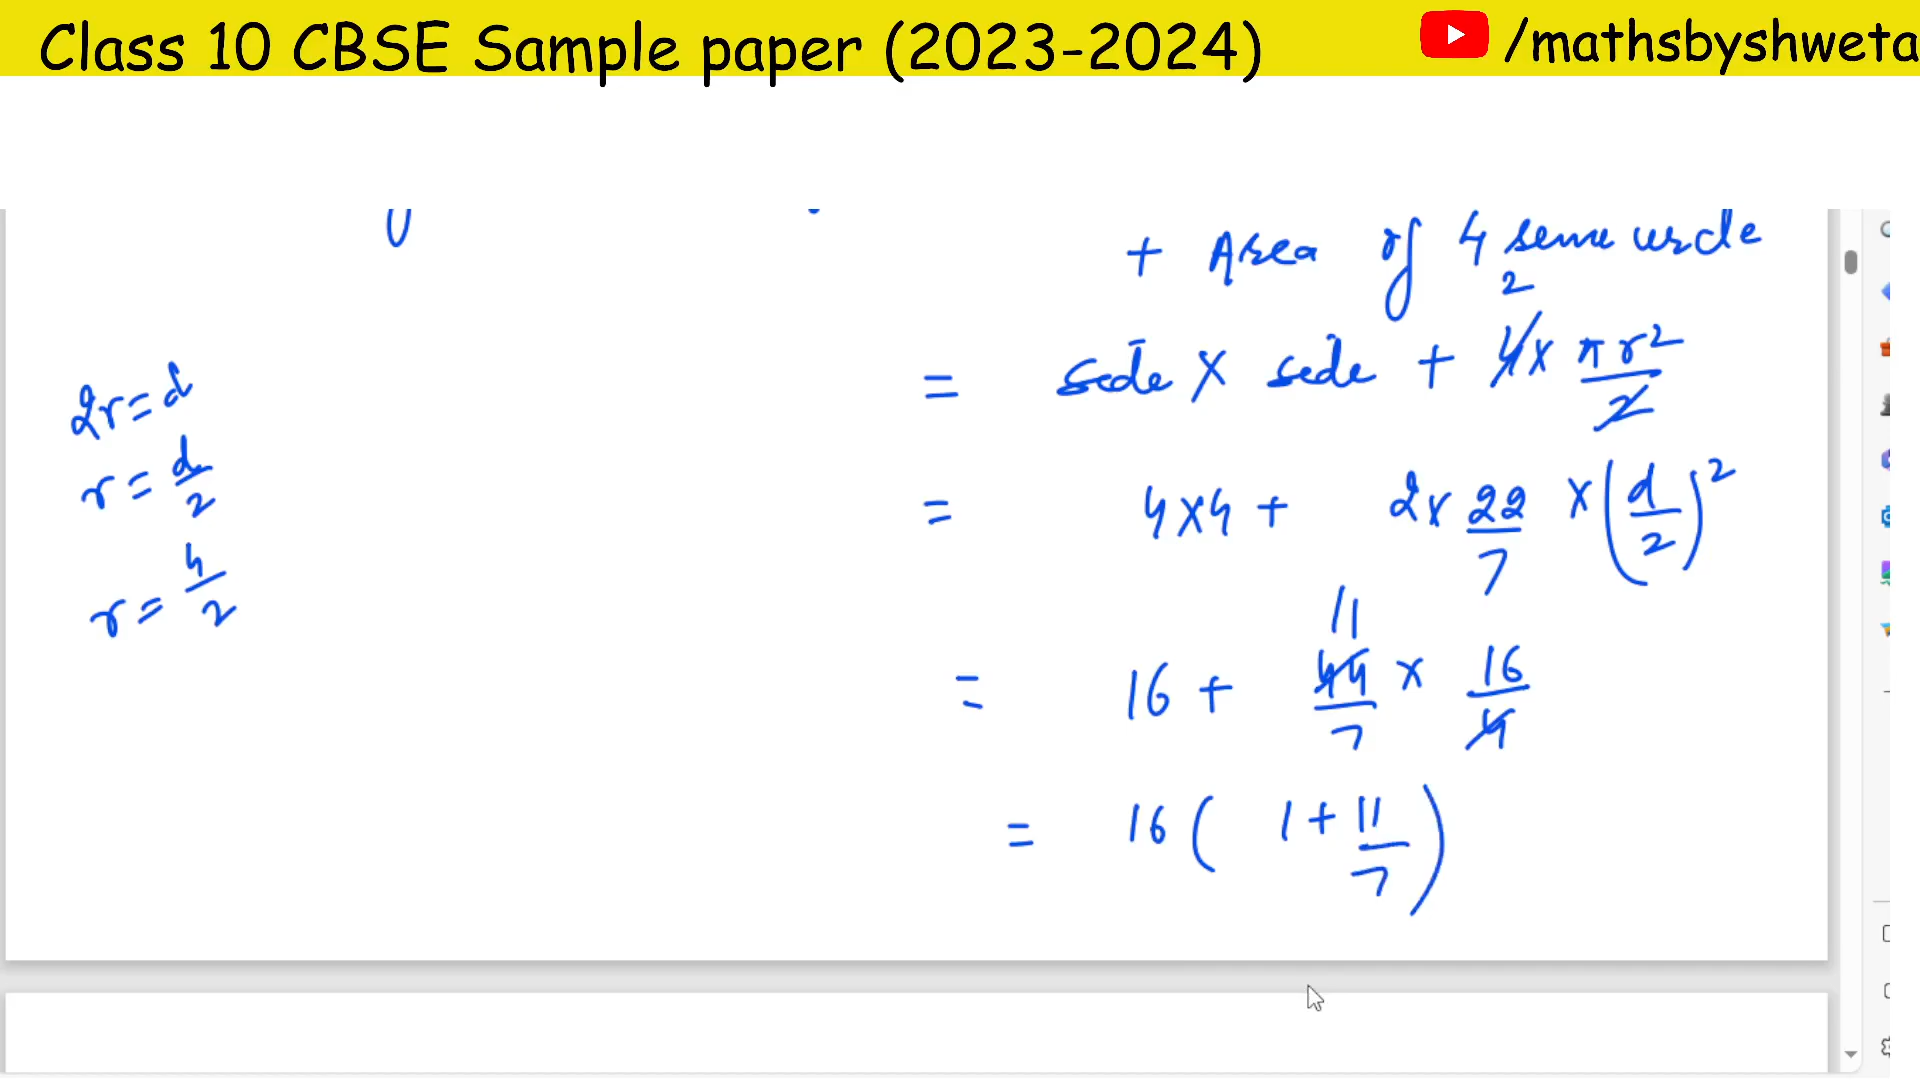 Class 10 CBSE Sample paper (2023-2024)
/mathsbyshweta
+ Area of 4 semi circle
2
= side × side + 4 × πr²/2
2r = d
r = d/2
= 4×4 + 2 × 22/7 × (d/2)²
r = 4/2
11
= 16 + 44/7 × 16/4
= 16 ( 1 + 11/7 )